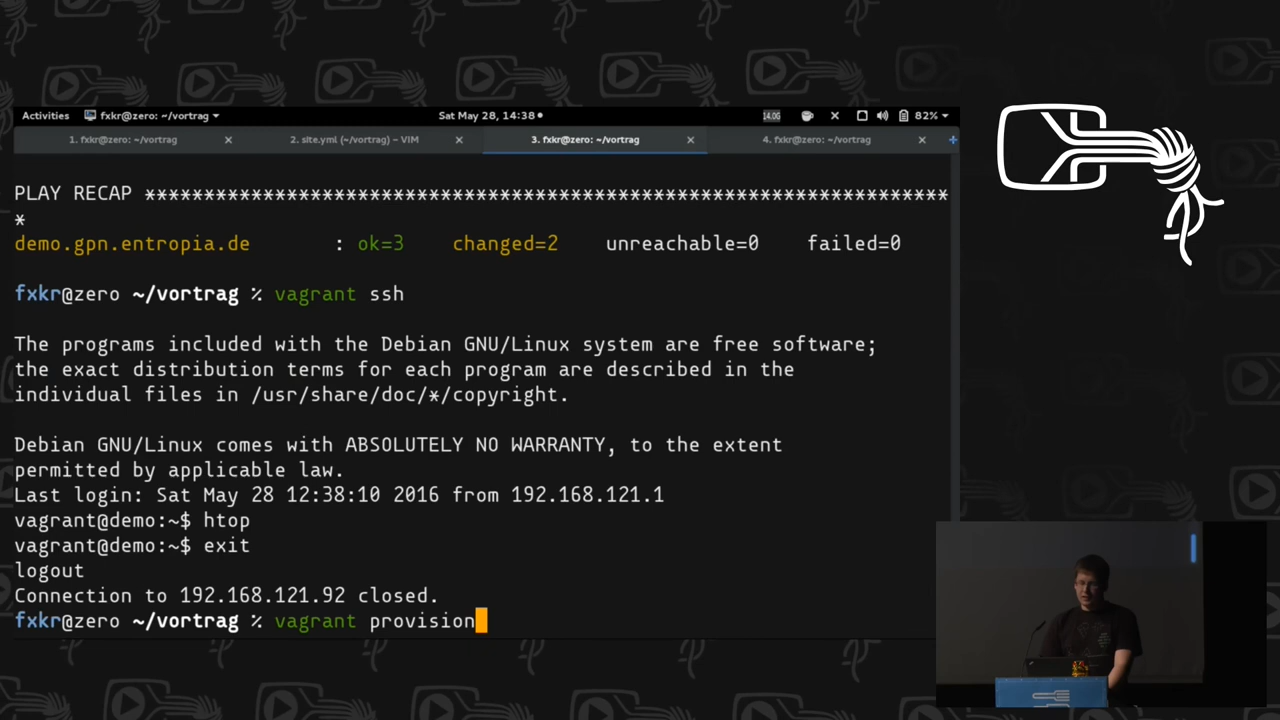 Activities fxkr@zero: ~/vortrag Sat May 28, 14:38 14.0G 82%
1. fxkr@zero: ~/vortrag 2. site.yml (~/vortrag) – VIM 3. fxkr@zero: ~/vortrag 4. fxkr@zero: ~/vortrag
PLAY RECAP *********************************************************************
*
demo.gpn.entropia.de : ok=3 changed=2 unreachable=0 failed=0
fxkr@zero ~/vortrag % vagrant ssh
The programs included with the Debian GNU/Linux system are free software;
the exact distribution terms for each program are described in the
individual files in /usr/share/doc/*/copyright.
Debian GNU/Linux comes with ABSOLUTELY NO WARRANTY, to the extent
permitted by applicable law.
Last login: Sat May 28 12:38:10 2016 from 192.168.121.1
vagrant@demo:~$ htop
vagrant@demo:~$ exit
logout
Connection to 192.168.121.92 closed.
fxkr@zero ~/vortrag % vagrant provision